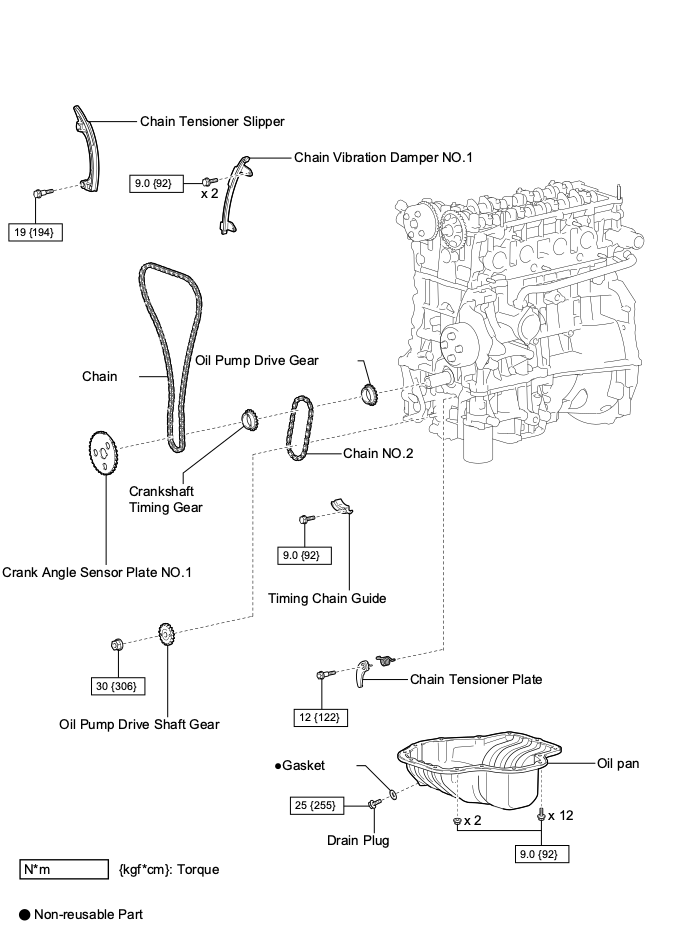 Chain Tensioner Slipper
Chain Vibration Damper NO.1
9.0 {92}
x 2
19 {194}
Oil Pump Drive Gear
Chain
Chain NO.2
Crankshaft
Timing Gear
9.0 {92}
Crank Angle Sensor Plate NO.1
Timing Chain Guide
30 {306}
Chain Tensioner Plate
12 {122}
Oil Pump Drive Shaft Gear
●Gasket
Oil pan
25 {255}
x 2
x 12
Drain Plug
9.0 {92}
N*m {kgf*cm}: Torque
● Non-reusable Part